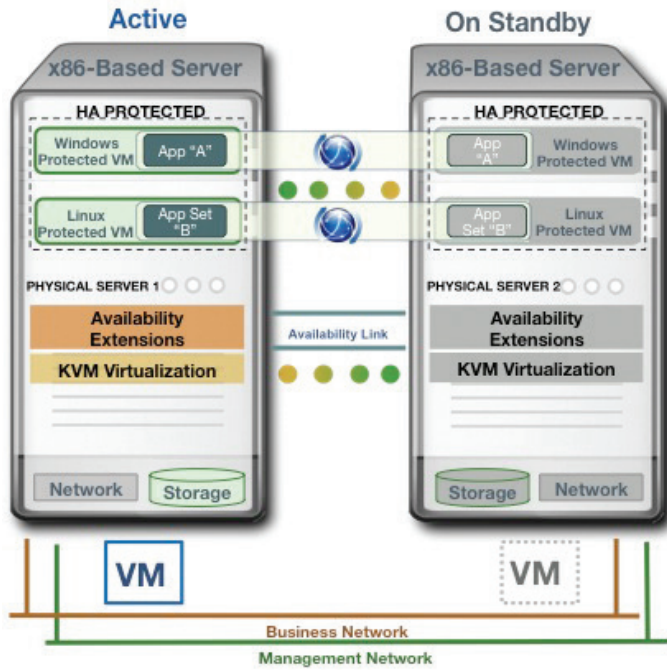 Active
On Standby
x86-Based Server
x86-Based Server
HA PROTECTED
HA PROTECTED
Windows
Protected VM
App "A"
App
"A"
Windows
Protected VM
Linux
Protected VM
App Set
"B"
App
Set "B"
Linux
Protected VM
PHYSICAL SERVER 1
PHYSICAL SERVER 2
Availability
Extensions
Availability Link
Availability
Extensions
KVM Virtualization
KVM Virtualization
Network
Storage
Storage
Network
VM
VM
Business Network
Management Network